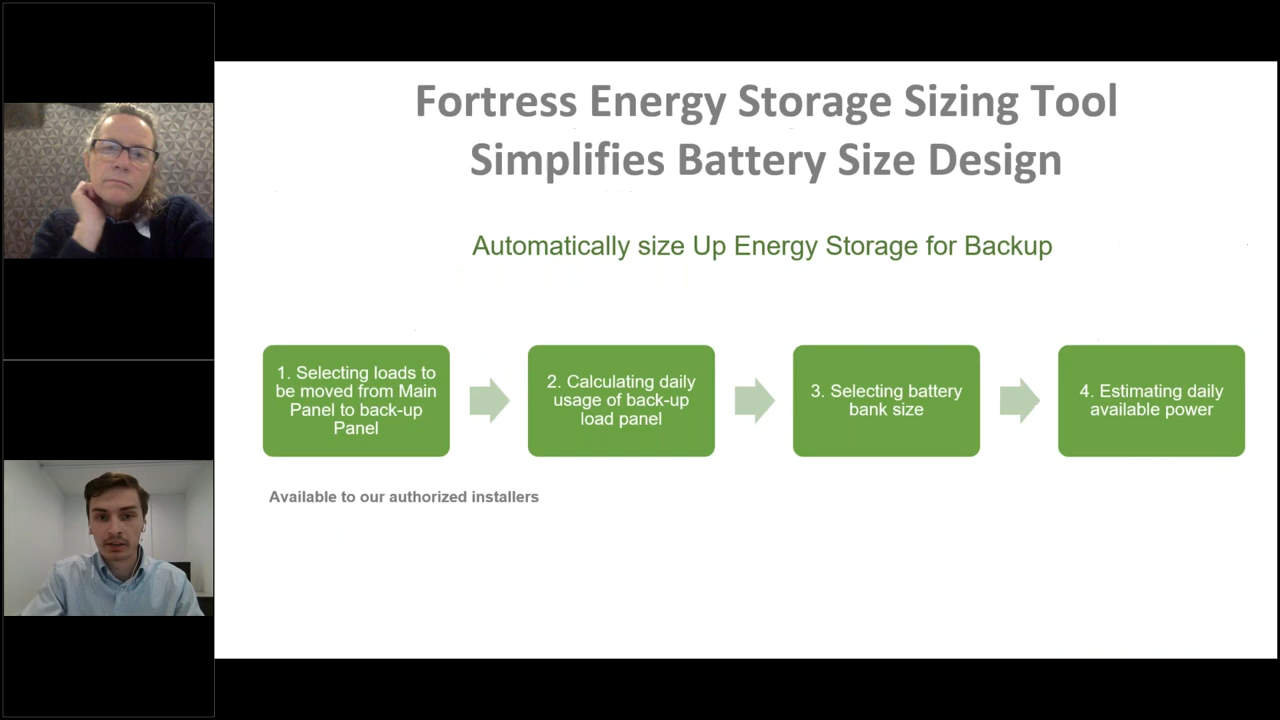 Fortress Energy Storage Sizing Tool
Simplifies Battery Size Design
Automatically size Up Energy Storage for Backup
1. Selecting loads to
be moved from Main
Panel to back-up
Panel
2. Calculating daily
usage of back-up
load panel
3. Selecting battery
bank size
4. Estimating daily
available power
Available to our authorized installers